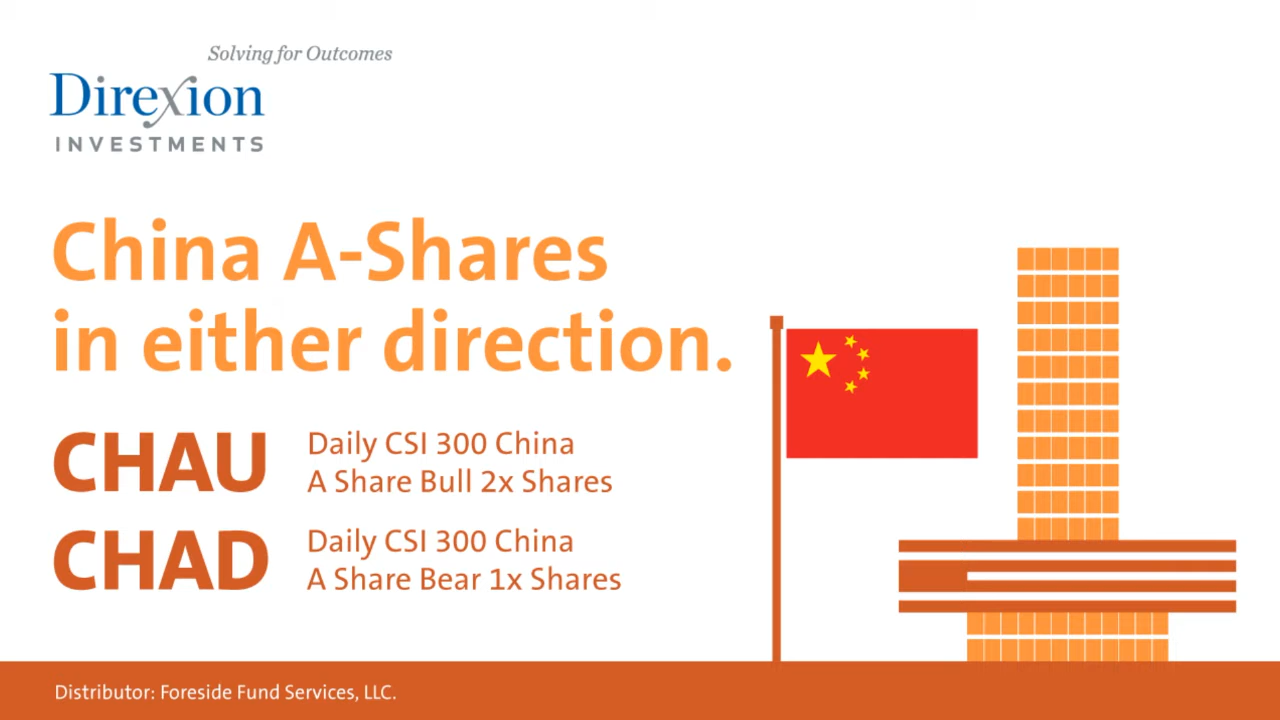 Solving for Outcomes
Direxion
INVESTMENTS
China A-Shares
in either direction.
CHAU
Daily CSI 300 China
A Share Bull 2x Shares
CHAD
Daily CSI 300 China
A Share Bear 1x Shares
Distributor: Foreside Fund Services, LLC.